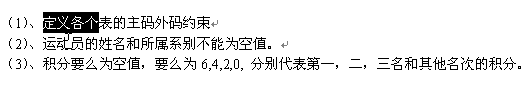 （1）、定义各个表的主码外码约束
（2）、运动员的姓名和所属系别不能为空值。
（3）、积分要么为空值，要么为 6,4,2,0, 分别代表第一，二，三名和其他名次的积分。